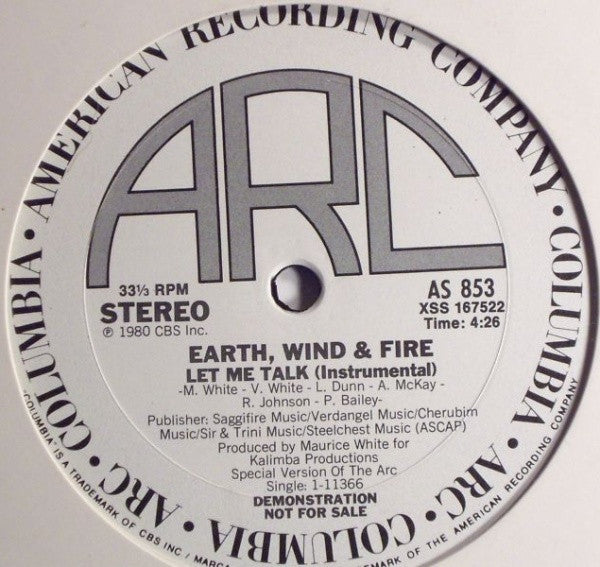 AMERICAN RECORDING COMPANY • COLUMBIA • ARC • COLUMBIA • ARC • COLUMBIA •
ARC
33⅓ RPM
STEREO
℗ 1980 CBS Inc.
AS 853
XSS 167522
Time: 4:26
EARTH, WIND & FIRE
LET ME TALK (Instrumental)
-M. White - V. White - L. Dunn - A. McKay -
R. Johnson - P. Bailey-
Publisher: Saggifire Music/Verdangel Music/Cherubim
Music/Sir & Trini Music/Steelchest Music (ASCAP)
Produced by Maurice White for
Kalimba Productions
Special Version Of The Arc
Single: 1-11366
DEMONSTRATION
NOT FOR SALE
"COLUMBIA" IS A TRADEMARK OF CBS INC / MARCA
TRADEMARK OF THE AMERICAN RECORDING COMPANY